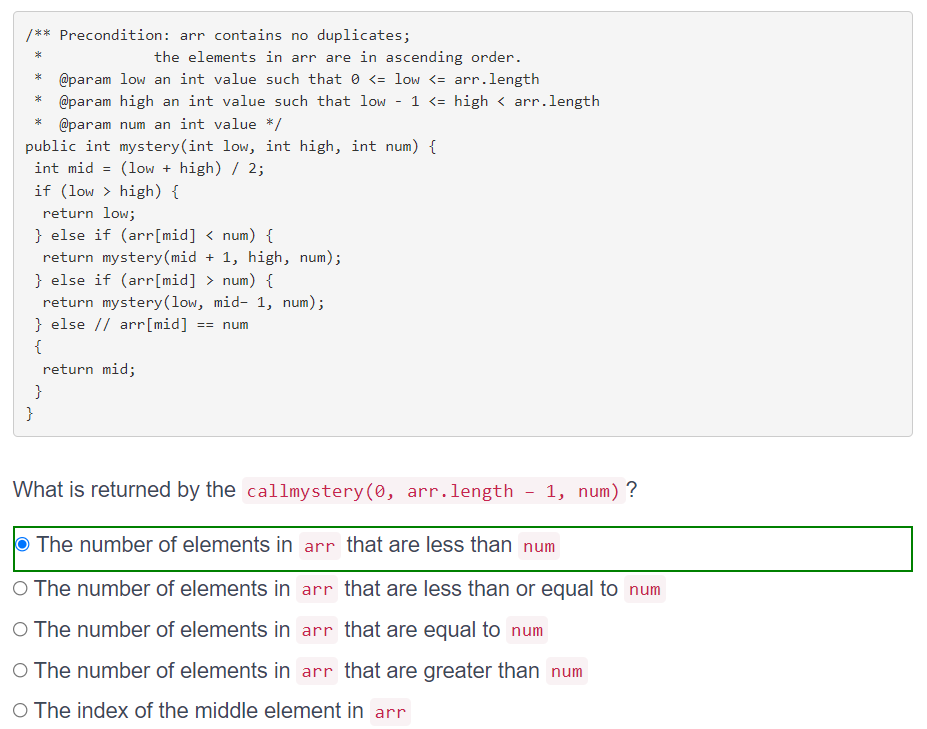 /** Precondition: arr contains no duplicates;
 *             the elements in arr are in ascending order.
 *  @param low an int value such that 0 <= low <= arr.length
 *  @param high an int value such that low - 1 <= high < arr.length
 *  @param num an int value */
public int mystery(int low, int high, int num) {
 int mid = (low + high) / 2;
 if (low > high) {
  return low;
 } else if (arr[mid] < num) {
  return mystery(mid + 1, high, num);
 } else if (arr[mid] > num) {
  return mystery(low, mid- 1, num);
 } else // arr[mid] == num
 {
  return mid;
 }
}
What is returned by the callmystery(0, arr.length – 1, num) ?
The number of elements in arr that are less than num
The number of elements in arr that are less than or equal to num
The number of elements in arr that are equal to num
The number of elements in arr that are greater than num
The index of the middle element in arr